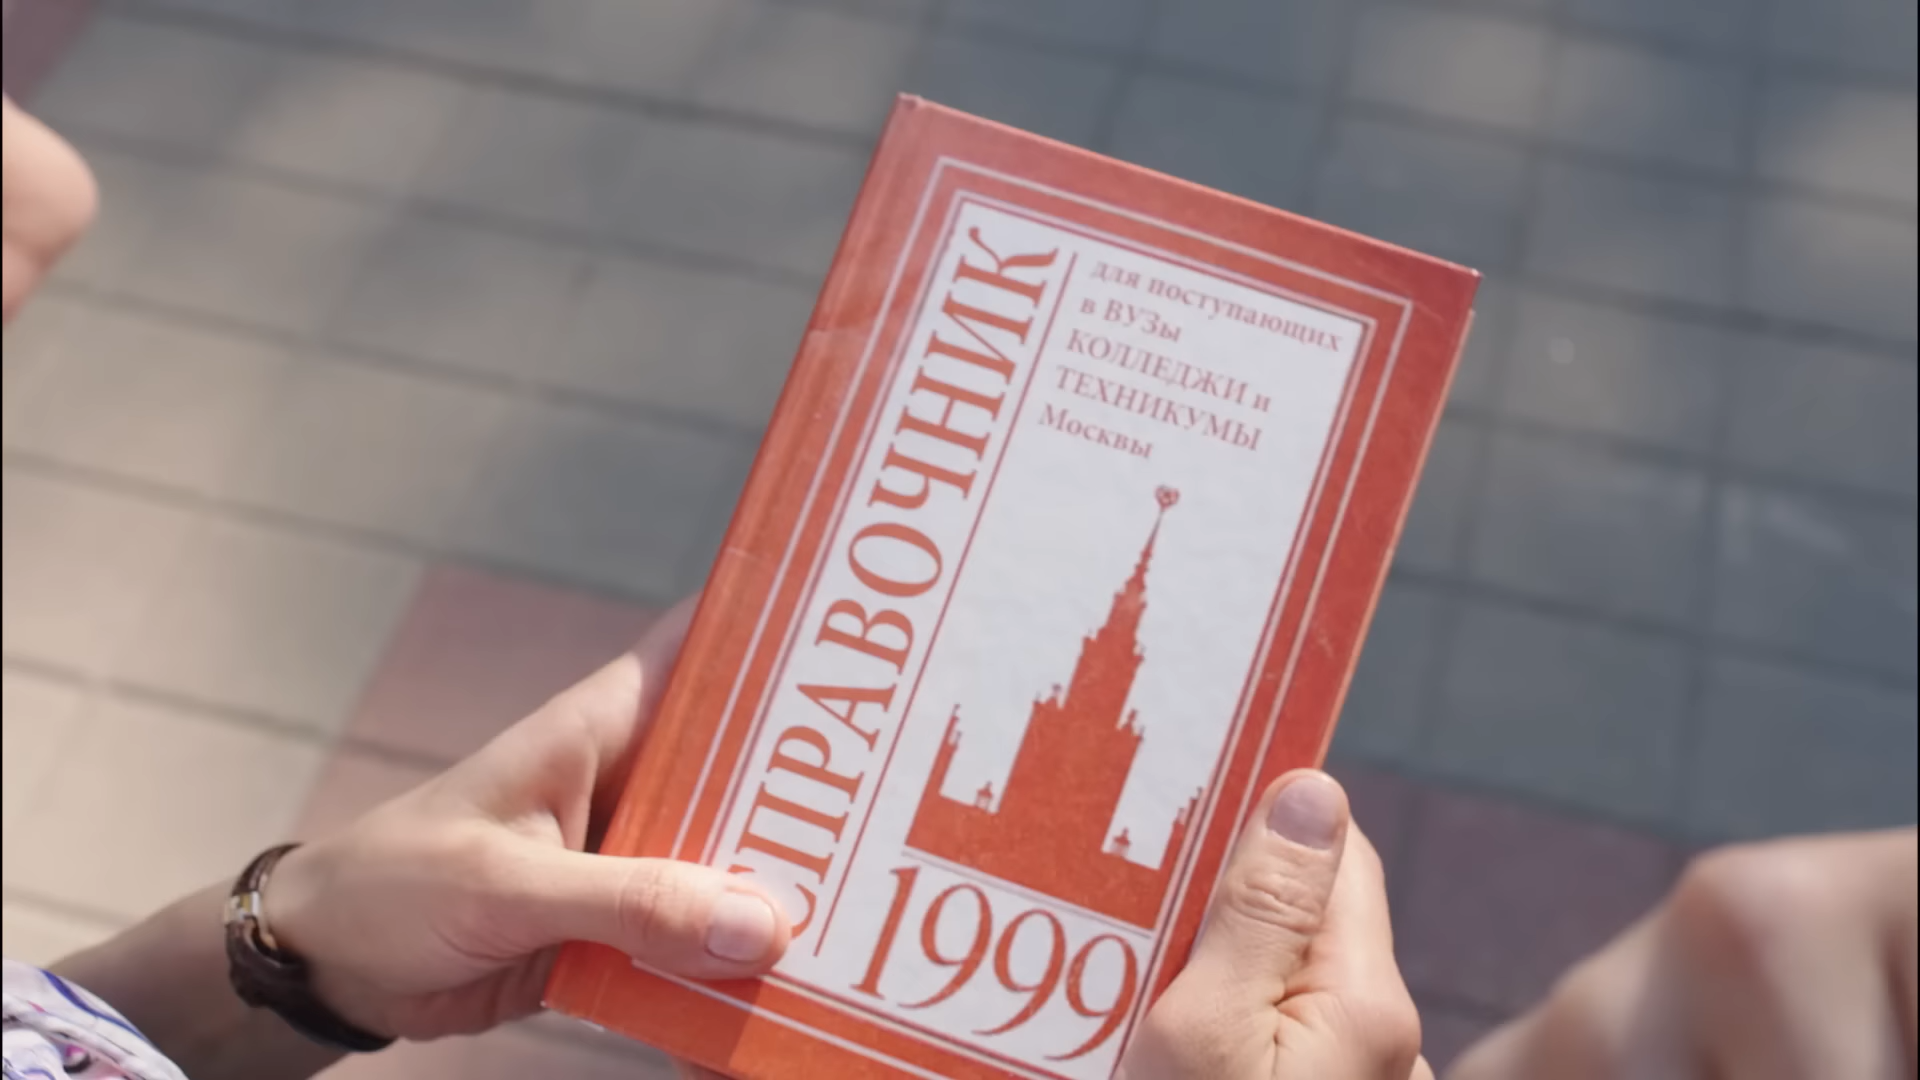 СПРАВОЧНИК
для поступающих
в ВУЗы
КОЛЛЕДЖИ и
ТЕХНИКУМЫ
Москвы
1999